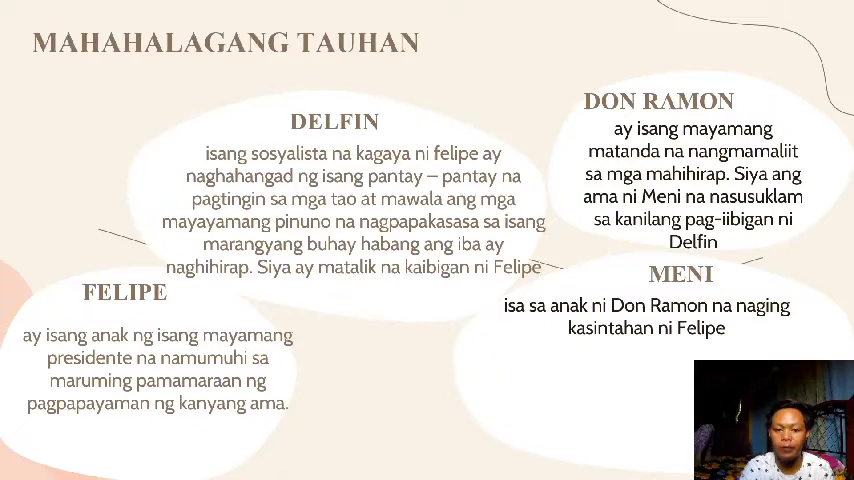 MAHAHALAGANG TAUHAN
DELFIN
isang sosyalista na kagaya ni felipe ay
naghahangad ng isang pantay – pantay na
pagtingin sa mga tao at mawala ang mga
mayayamang pinuno na nagpapakasasa sa isang
marangyang buhay habang ang iba ay
naghihirap. Siya ay matalik na kaibigan ni Felipe
DON RAMON
ay isang mayamang
matanda na nangmamaliit
sa mga mahihirap. Siya ang
ama ni Meni na nasusuklam
sa kanilang pag-iibigan ni
Delfin
FELIPE
ay isang anak ng isang mayamang
presidente na namumuhi sa
maruming pamamaraan ng
pagpapayaman ng kanyang ama.
MENI
isa sa anak ni Don Ramon na naging
kasintahan ni Felipe